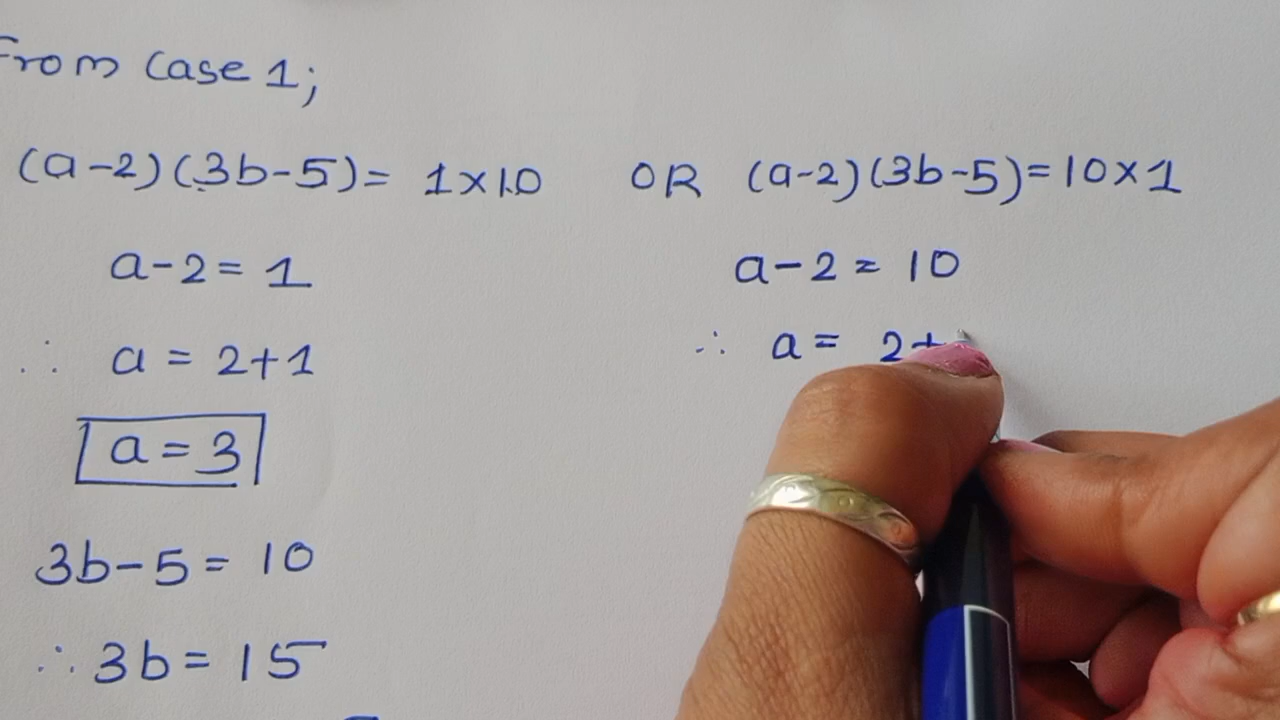 From Case 1;
(a-2)(3b-5)= 1×10 OR (a-2)(3b-5)=10×1
a-2= 1
a-2= 10
∴ a = 2+1
∴ a = 2+
a=3
3b-5= 10
∴ 3b= 15